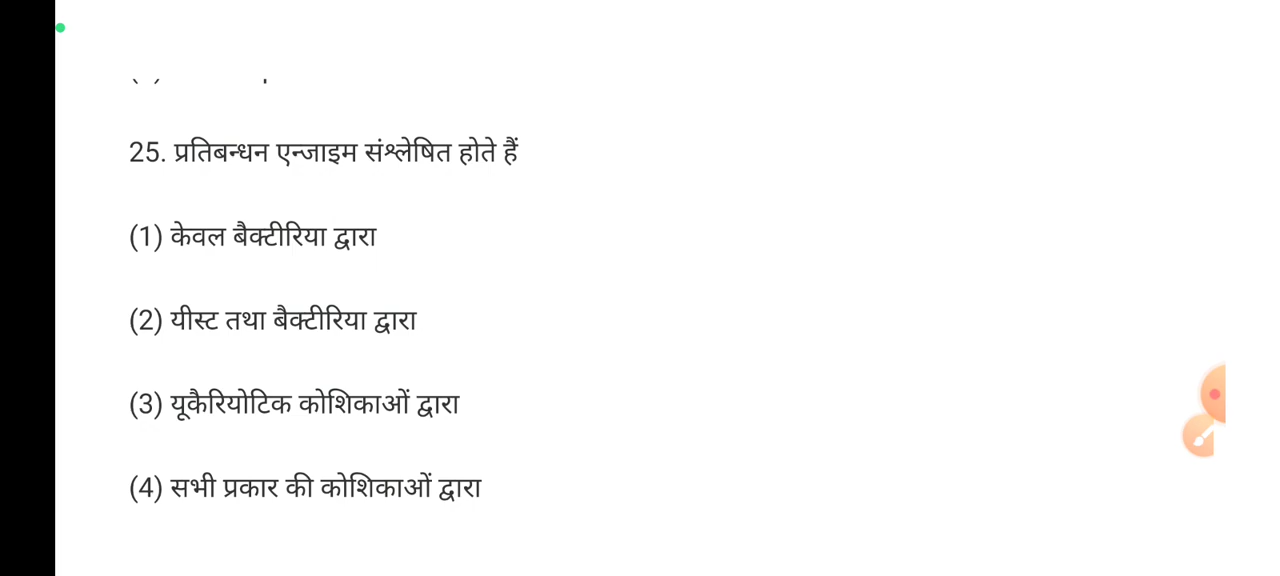 25. प्रतिबन्धन एन्जाइम संश्लेषित होते हैं
(1) केवल बैक्टीरिया द्वारा
(2) यीस्ट तथा बैक्टीरिया द्वारा
(3) यूकैरियोटिक कोशिकाओं द्वारा
(4) सभी प्रकार की कोशिकाओं द्वारा